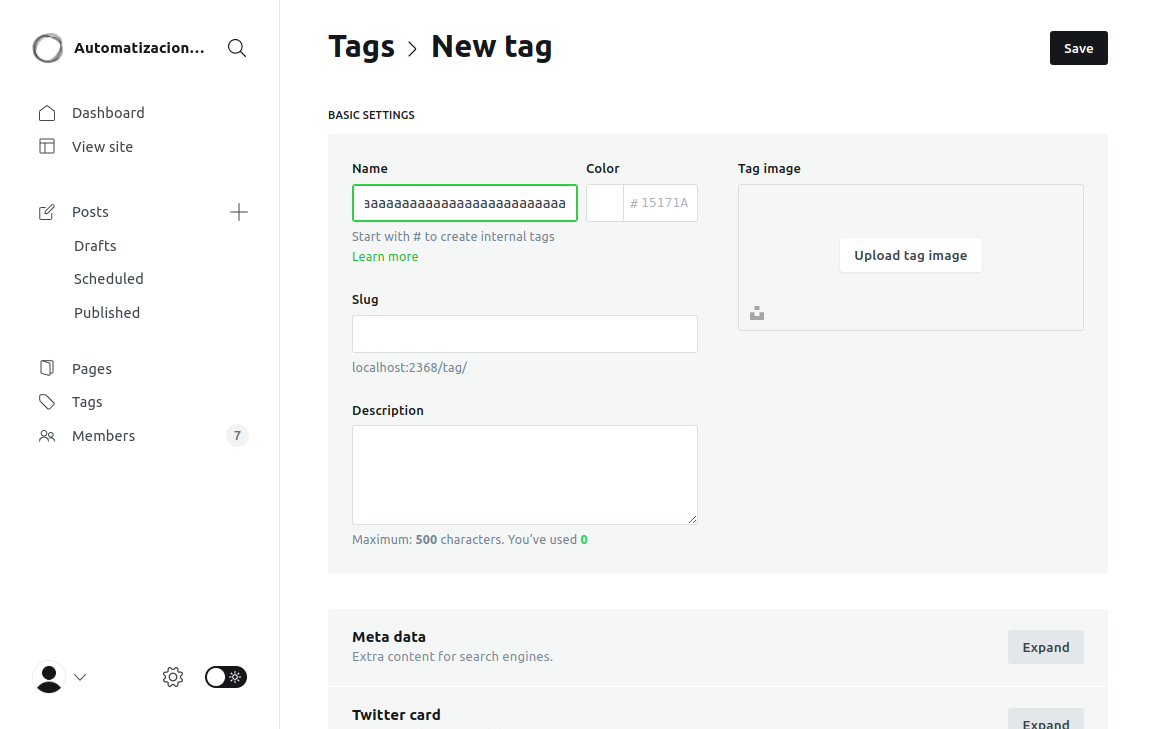 Automatizacion...
Dashboard
View site
Posts
Drafts
Scheduled
Published
Pages
Tags
Members 7
Tags > New tag
Save
BASIC SETTINGS
Name
aaaaaaaaaaaaaaaaaaaaaaaaaa
Start with # to create internal tags
Learn more
Color
# 15171A
Slug
localhost:2368/tag/
Description
Maximum: 500 characters. You’ve used 0
Tag image
Upload tag image
Meta data
Extra content for search engines.
Expand
Twitter card
Expand